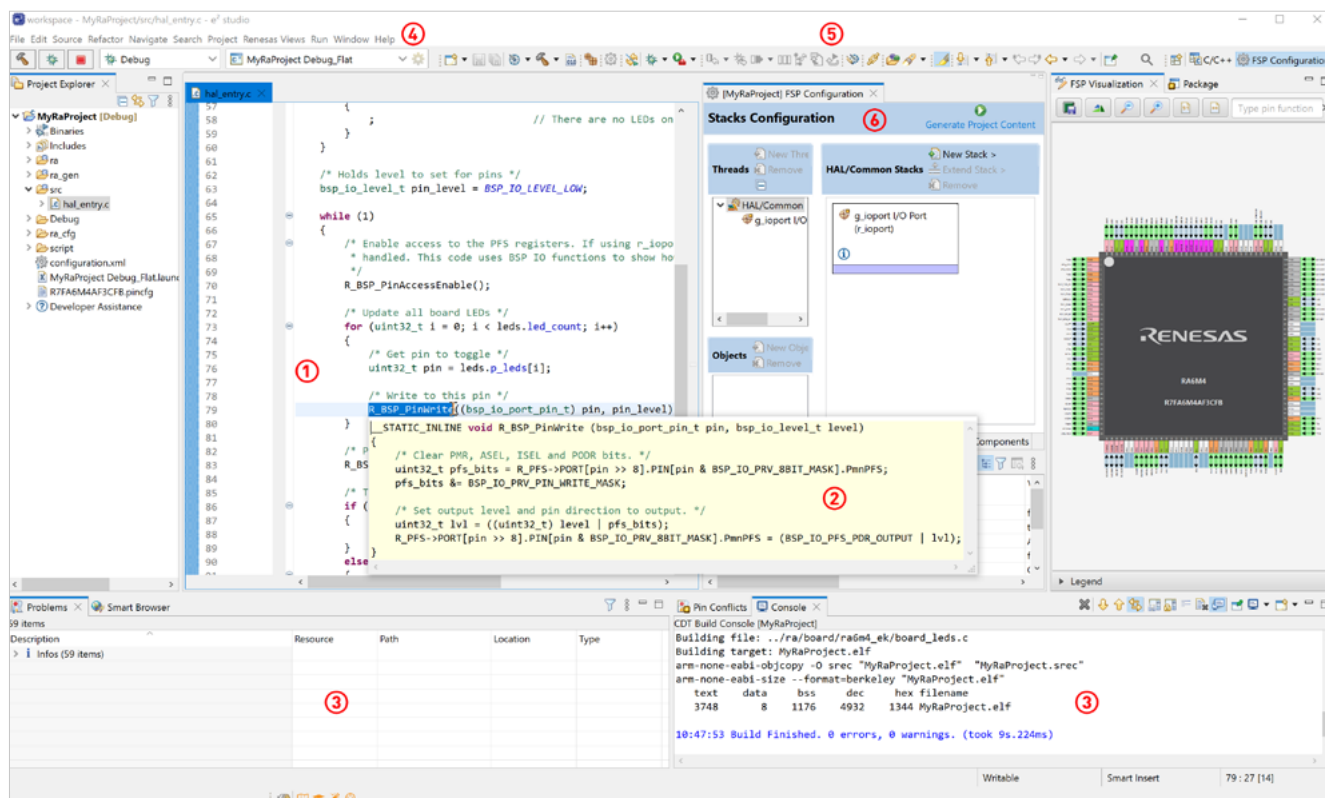 workspace - MyRaProject/src/hal_entry.c - e² studio
File Edit Source Refactor Navigate Search Project Renesas Views Run Window Help
④
⑤
Debug
MyRaProject Debug_Flat
C/C++
FSP Configuration
Project Explorer
MyRaProject [Debug]
Binaries
Includes
ra
ra_gen
src
hal_entry.c
Debug
ra_cfg
script
configuration.xml
MyRaProject Debug_Flat.launc
R7FA6M4AF3CFB.pincfg
Developer Assistance
hal_entry.c
57 {
58 ; // There are no LEDs on
59 }
60 }
61
62 /* Holds level to set for pins */
63 bsp_io_level_t pin_level = BSP_IO_LEVEL_LOW;
64
65 while (1)
66 {
67 /* Enable access to the PFS registers. If using r_iopo
68 * handled. This code uses BSP IO functions to show ho
69 */
70 R_BSP_PinAccessEnable();
71
72 /* Update all board LEDs */
73 for (uint32_t i = 0; i < leds.led_count; i++)
74 {
75 /* Get pin to toggle */
76 uint32_t pin = leds.p_leds[i];
77
78 /* Write to this pin */
79 R_BSP_PinWrite((bsp_io_port_pin_t) pin, pin_level)
80 }
81
82 /* P
83 R_BS
84
85 /* T
86 if (
87 {
88
89 }
90 else
91 {
①
__STATIC_INLINE void R_BSP_PinWrite (bsp_io_port_pin_t pin, bsp_io_level_t level)
{
/* Clear PMR, ASEL, ISEL and PODR bits. */
uint32_t pfs_bits = R_PFS->PORT[pin >> 8].PIN[pin & BSP_IO_PRV_8BIT_MASK].PmnPFS;
pfs_bits &= BSP_IO_PRV_PIN_WRITE_MASK;
②
/* Set output level and pin direction to output. */
uint32_t lvl = ((uint32_t) level | pfs_bits);
R_PFS->PORT[pin >> 8].PIN[pin & BSP_IO_PRV_8BIT_MASK].PmnPFS = (BSP_IO_PFS_PDR_OUTPUT | lvl);
}
[MyRaProject] FSP Configuration
Stacks Configuration
⑥
Generate Project Content
Threads
New Thre
Remove
HAL/Common Stacks
New Stack >
Extend Stack >
Remove
HAL/Common
g_ioport I/O
g_ioport I/O Port
(r_ioport)
Objects
New Obje
Remove
Components
FSP Visualization
Package
Type pin function
RENESAS
RA6M4
R7FA6M4AF3CFB
Legend
Problems
Smart Browser
59 items
Description Resource Path Location Type
Infos (59 items)
③
Pin Conflicts
Console
CDT Build Console [MyRaProject]
Building file: ../ra/board/ra6m4_ek/board_leds.c
Building target: MyRaProject.elf
arm-none-eabi-objcopy -O srec "MyRaProject.elf" "MyRaProject.srec"
arm-none-eabi-size --format=berkeley "MyRaProject.elf"
text data bss dec hex filename
3748 8 1176 4932 1344 MyRaProject.elf
③
10:47:53 Build Finished. 0 errors, 0 warnings. (took 9s.224ms)
Writable
Smart Insert
79 : 27 [14]